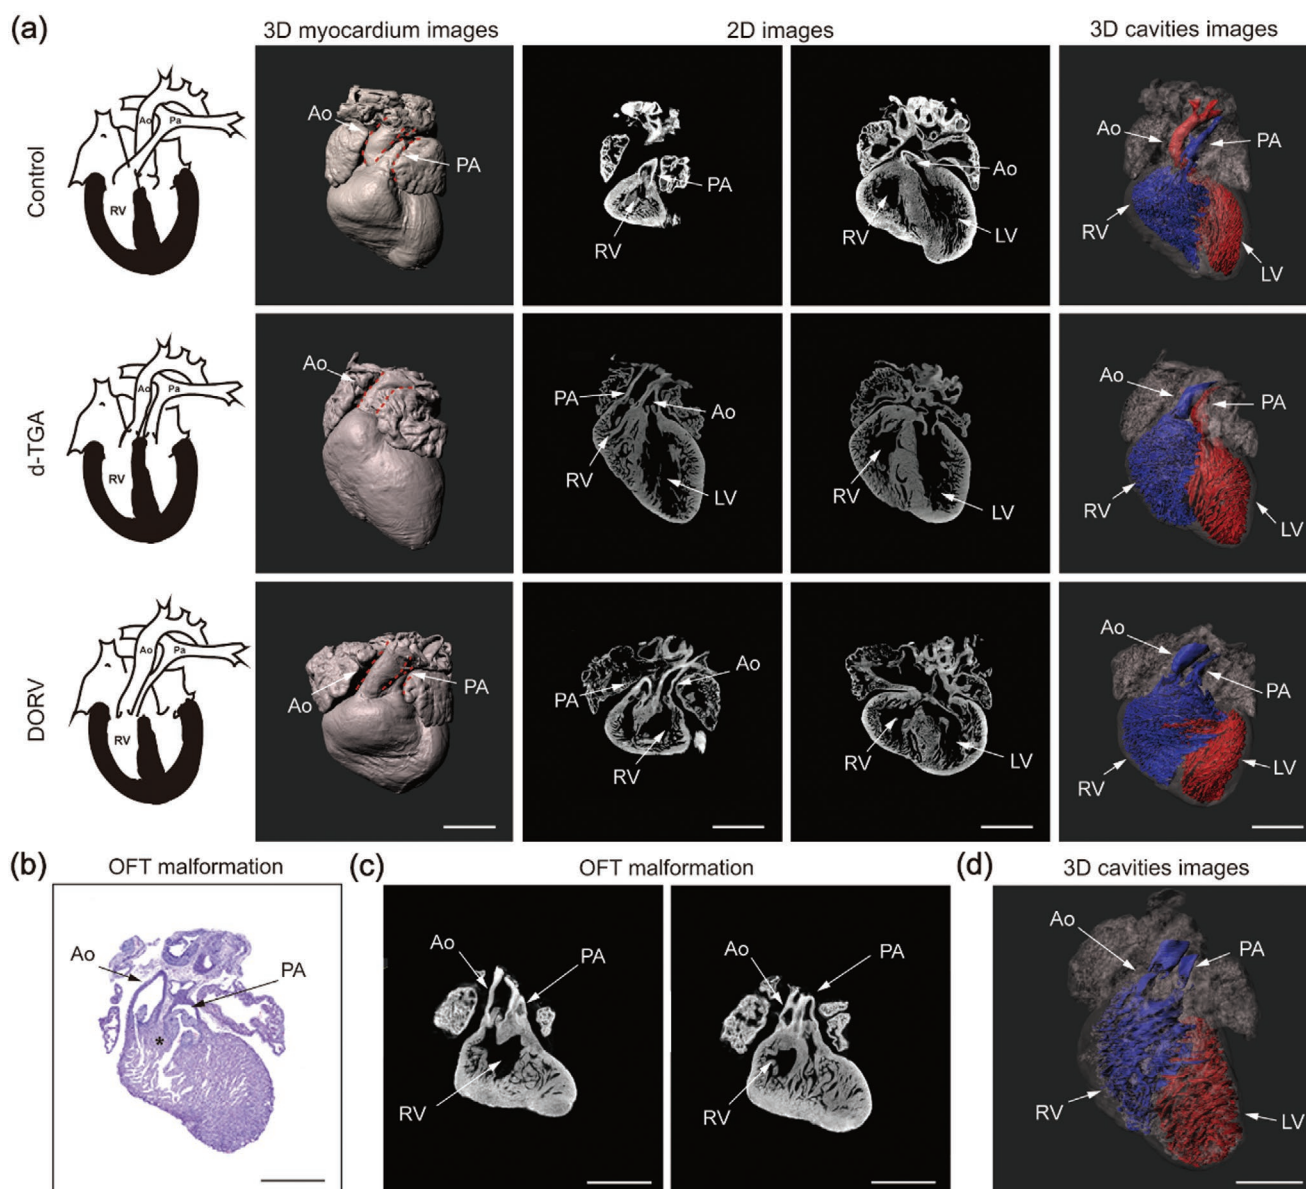 (a)
3D myocardium images
2D images
3D cavities images
Control
Ao
Pa
RV
Ao
PA
PA
RV
Ao
RV
LV
Ao
PA
RV
LV
d-TGA
Ao
Pa
RV
Ao
PA
Ao
RV
LV
RV
LV
Ao
PA
RV
LV
DORV
Ao
Pa
RV
Ao
PA
PA
Ao
RV
RV
LV
Ao
PA
RV
LV
(b)
OFT malformation
Ao
PA
*
(c)
OFT malformation
Ao
PA
RV
Ao
PA
RV
(d)
3D cavities images
Ao
PA
RV
LV